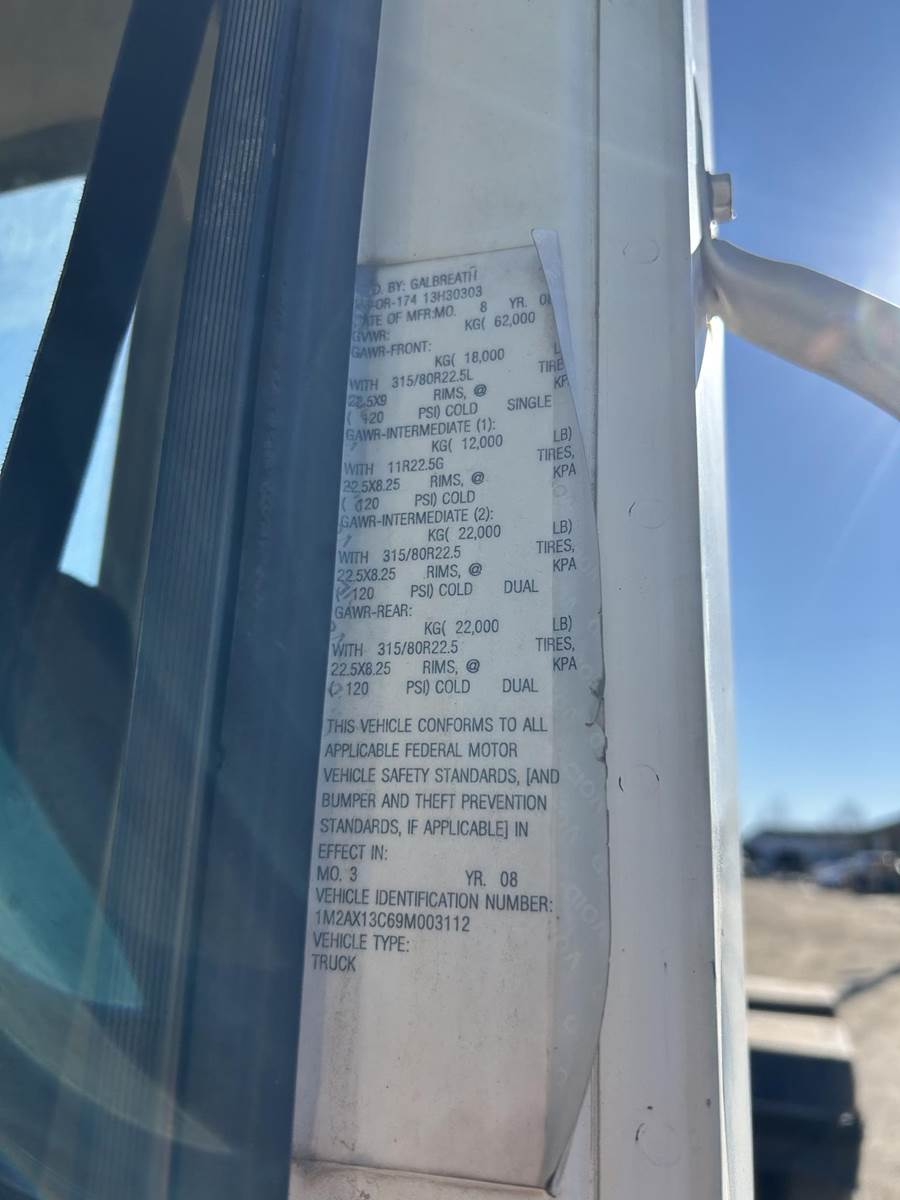 BY: GALBREATH
OR-174 13H30303
OF MFR:MO. 8 YR.
GVWR: KG( 62,000
GAWR-FRONT:
KG( 18,000
WITH 315/80R22.5L
22.5X9 RIMS, @
( 120 PSI) COLD SINGLE
GAWR-INTERMEDIATE (1):
KG( 12,000 LB)
WITH 11R22.5G TIRES,
22.5X8.25 RIMS, @ KPA
( 120 PSI) COLD
GAWR-INTERMEDIATE (2):
KG( 22,000 LB)
WITH 315/80R22.5 TIRES,
22.5X8.25 RIMS, @ KPA
( 120 PSI) COLD DUAL
GAWR-REAR:
KG( 22,000 LB)
WITH 315/80R22.5 TIRES,
22.5X8.25 RIMS, @ KPA
( 120 PSI) COLD DUAL
THIS VEHICLE CONFORMS TO ALL
APPLICABLE FEDERAL MOTOR
VEHICLE SAFETY STANDARDS, [AND
BUMPER AND THEFT PREVENTION
STANDARDS, IF APPLICABLE] IN
EFFECT IN:
MO. 3 YR. 08
VEHICLE IDENTIFICATION NUMBER:
1M2AX13C69M003112
VEHICLE TYPE:
TRUCK